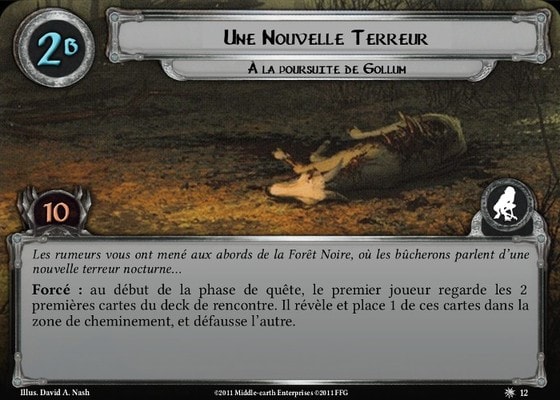 2B
Une Nouvelle Terreur
A la poursuite de Gollum
10
Les rumeurs vous ont mené aux abords de la Forêt Noire, où les bûcherons parlent d'une
nouvelle terreur nocturne...
Forcé : au début de la phase de quête, le premier joueur regarde les 2
premières cartes du deck de rencontre. Il révèle et place 1 de ces cartes dans la
zone de cheminement, et défausse l'autre.
Illus. David A. Nash
©2011 Middle-earth Enterprises ©2011 FFG
12